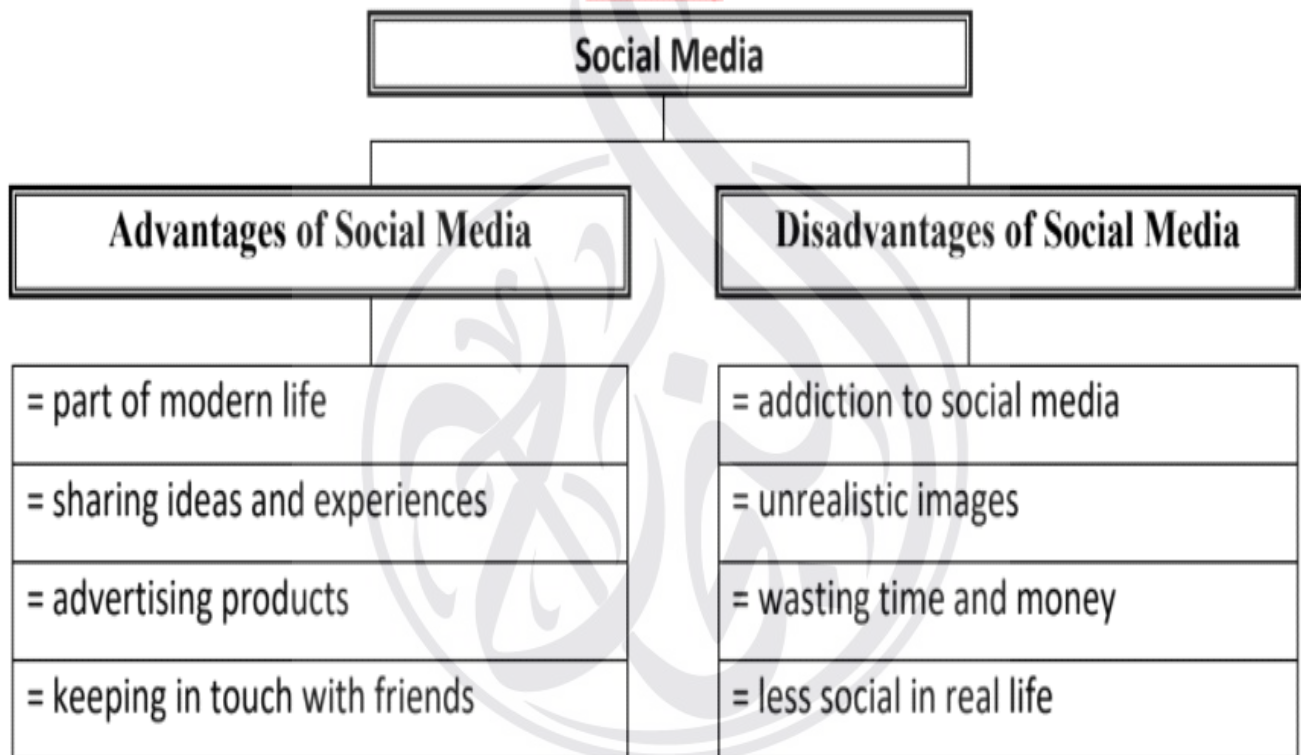 Social Media
Advantages of Social Media
= part of modern life
= sharing ideas and experiences
= advertising products
= keeping in touch with friends
Disadvantages of Social Media
= addiction to social media
= unrealistic images
= wasting time and money
= less social in real life